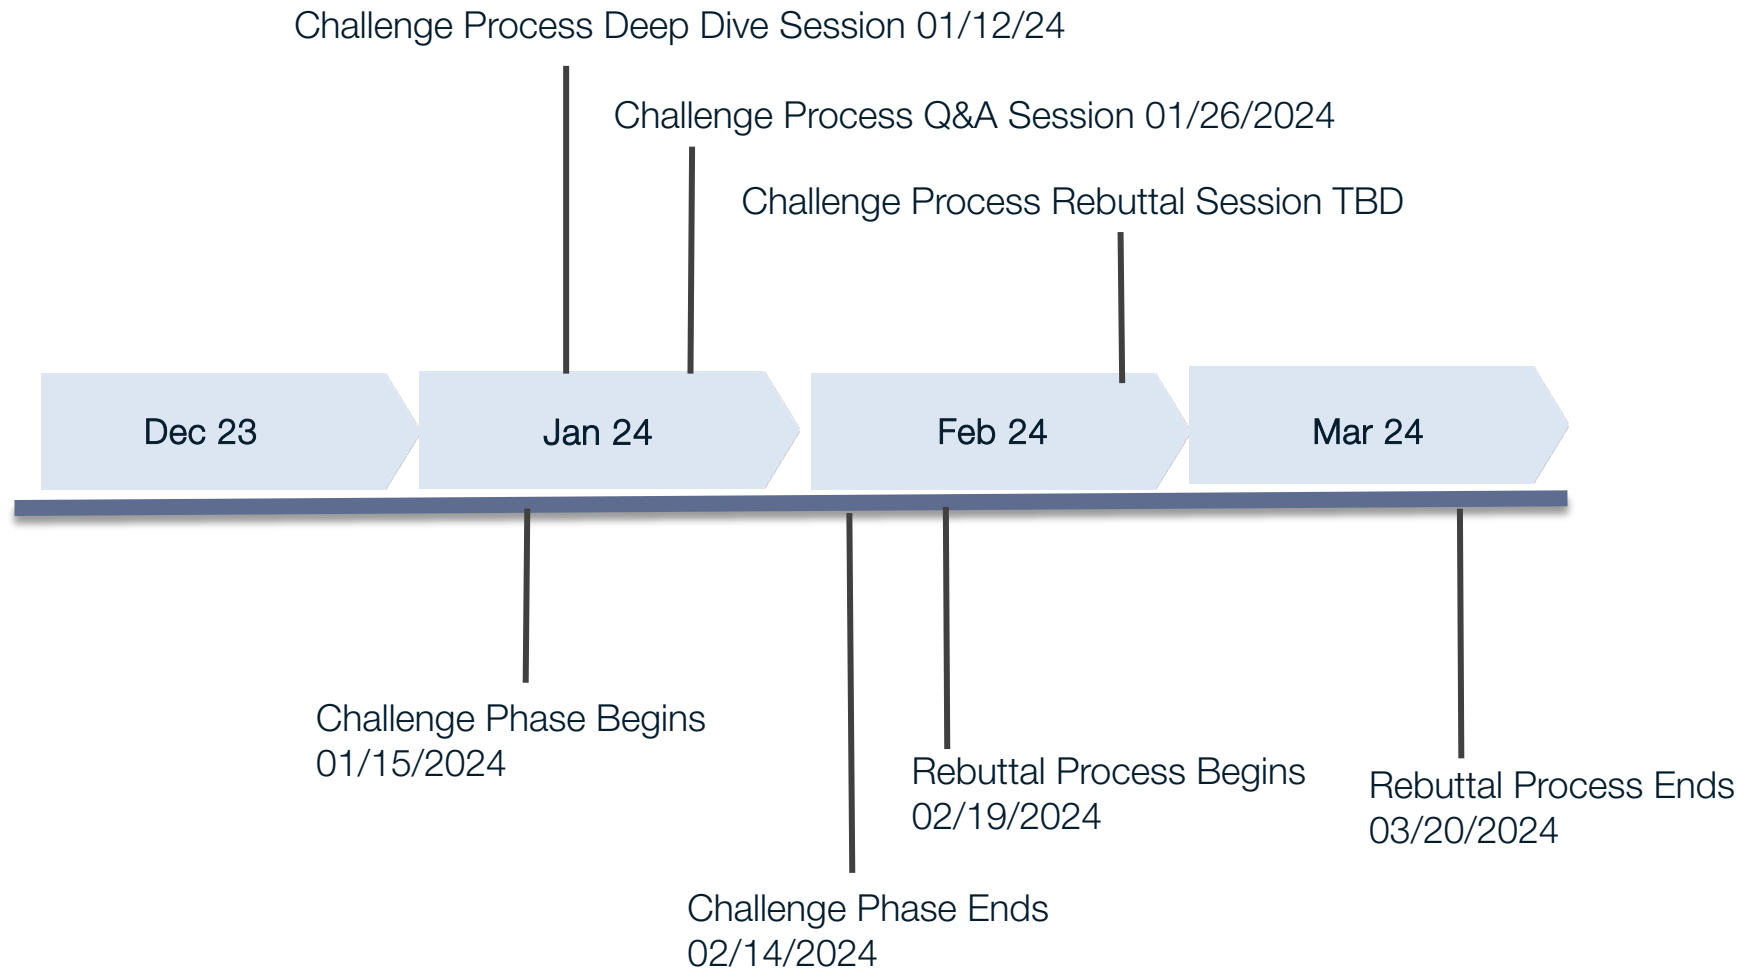 Challenge Process Deep Dive Session 01/12/24
Challenge Process Q&A Session 01/26/2024
Challenge Process Rebuttal Session TBD
Dec 23
Jan 24
Feb 24
Mar 24
Challenge Phase Begins
01/15/2024
Rebuttal Process Begins
02/19/2024
Rebuttal Process Ends
03/20/2024
Challenge Phase Ends
02/14/2024